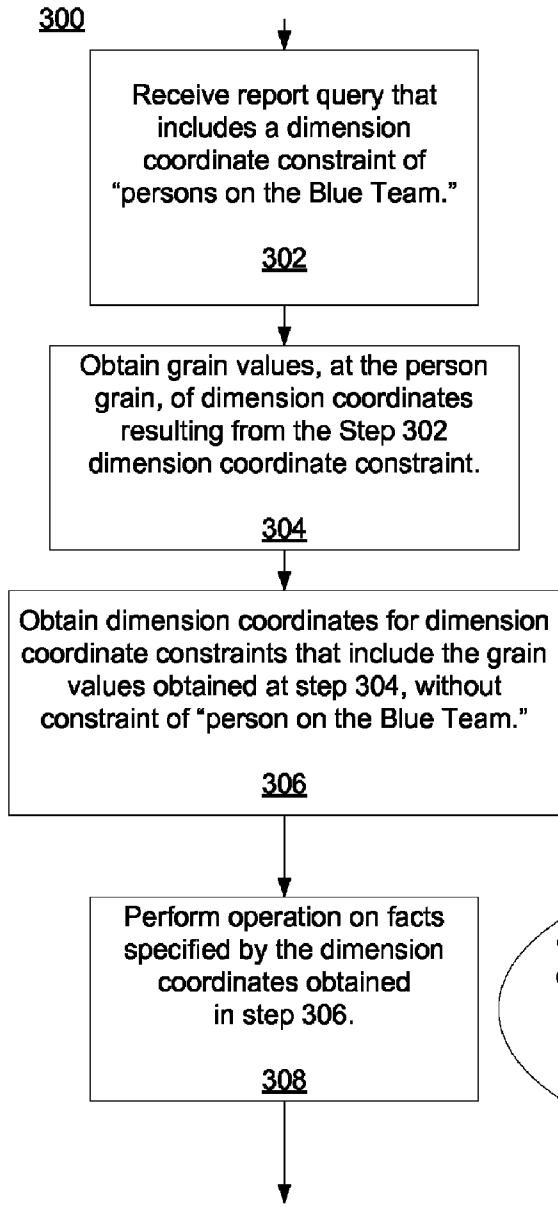 300
Receive report query that
includes a dimension
coordinate constraint of
“persons on the Blue Team.”
302
Obtain grain values, at the person
grain, of dimension coordinates
resulting from the Step 302
dimension coordinate constraint.
304
Obtain dimension coordinates for dimension
coordinate constraints that include the grain
values obtained at step 304, without
constraint of “person on the Blue Team.”
306
Perform operation on facts
specified by the dimension
coordinates obtained
in step 306.
308